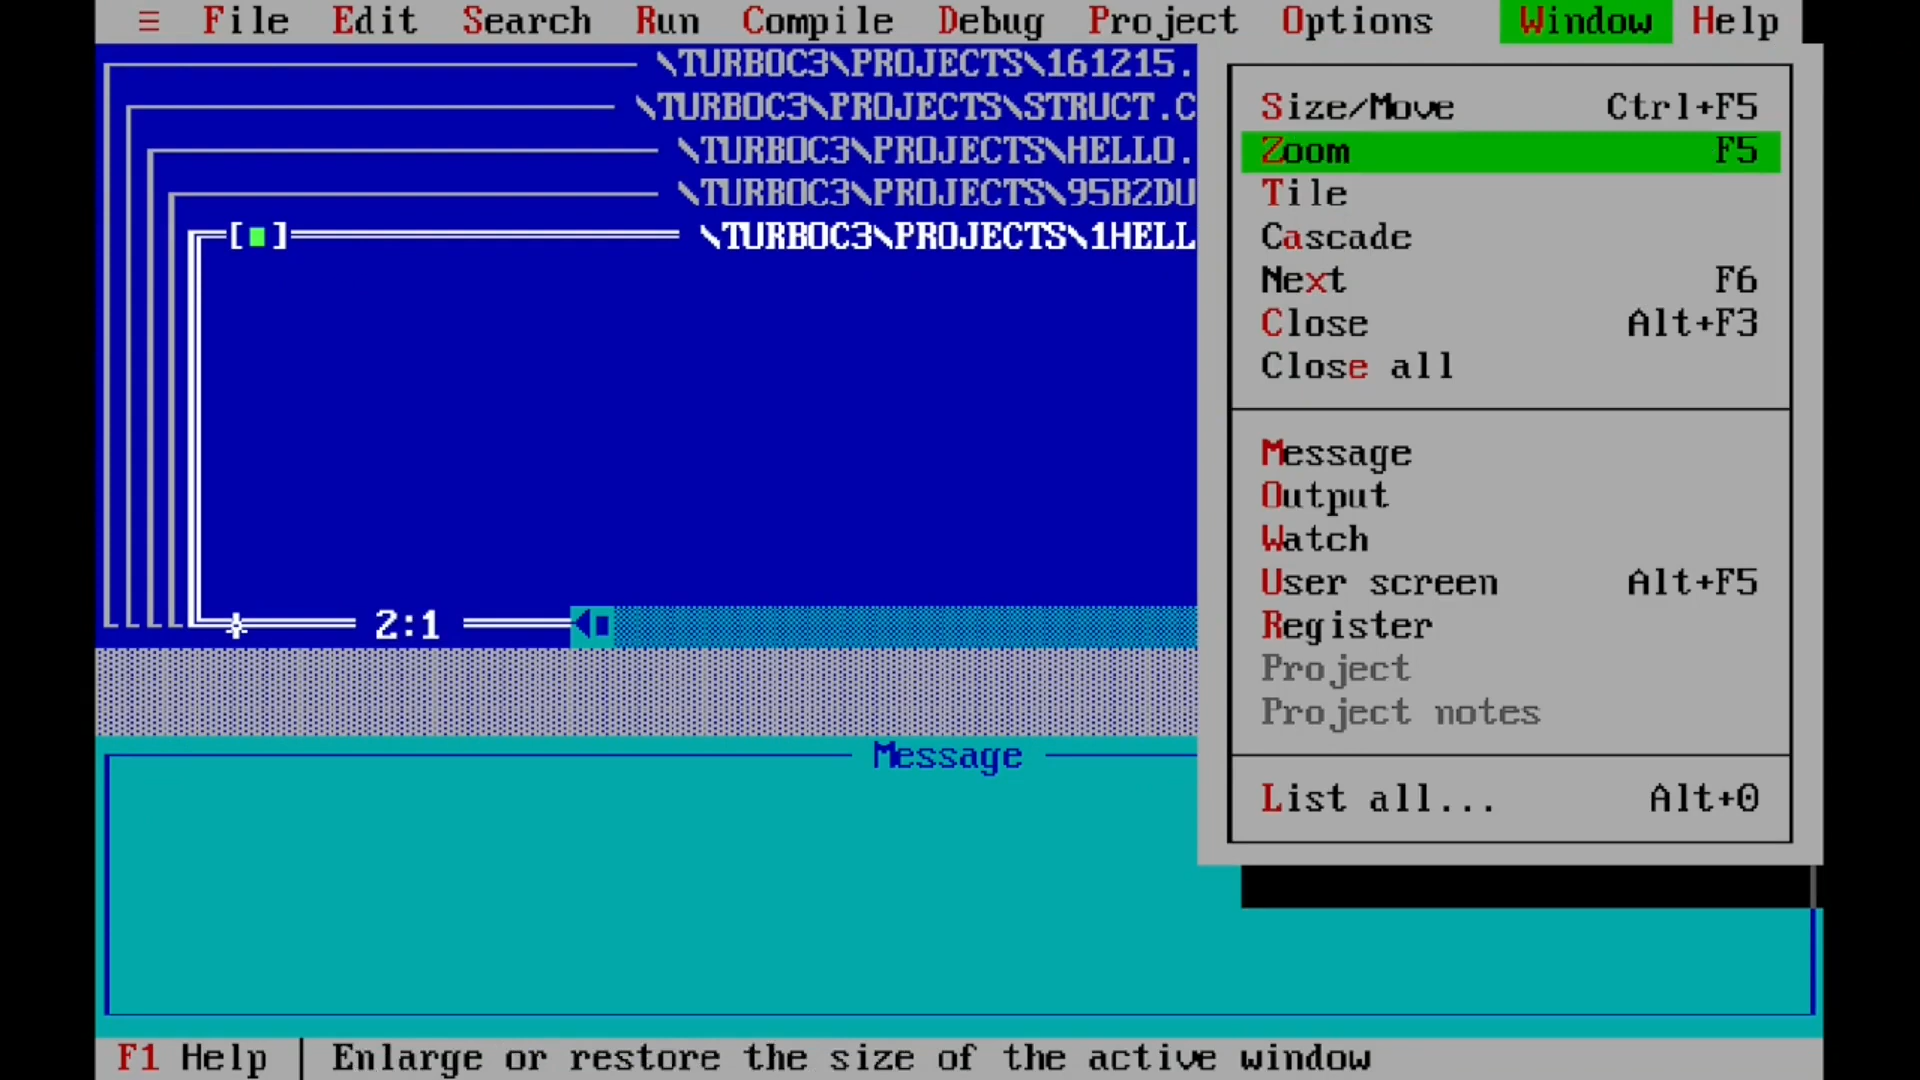 ≡ File Edit Search Run Compile Debug Project Options Window Help
\TURBOC3\PROJECTS\161215.
\TURBOC3\PROJECTS\STRUCT.C
\TURBOC3\PROJECTS\HELLO.
\TURBOC3\PROJECTS\95B2DU
[■] \TURBOC3\PROJECTS\1HELL
Size/Move Ctrl+F5
Zoom F5
Tile
Cascade
Next F6
Close Alt+F3
Close all
Message
Output
Watch
User screen Alt+F5
Register
Project
Project notes
List all... Alt+0
2:1
Message
F1 Help | Enlarge or restore the size of the active window